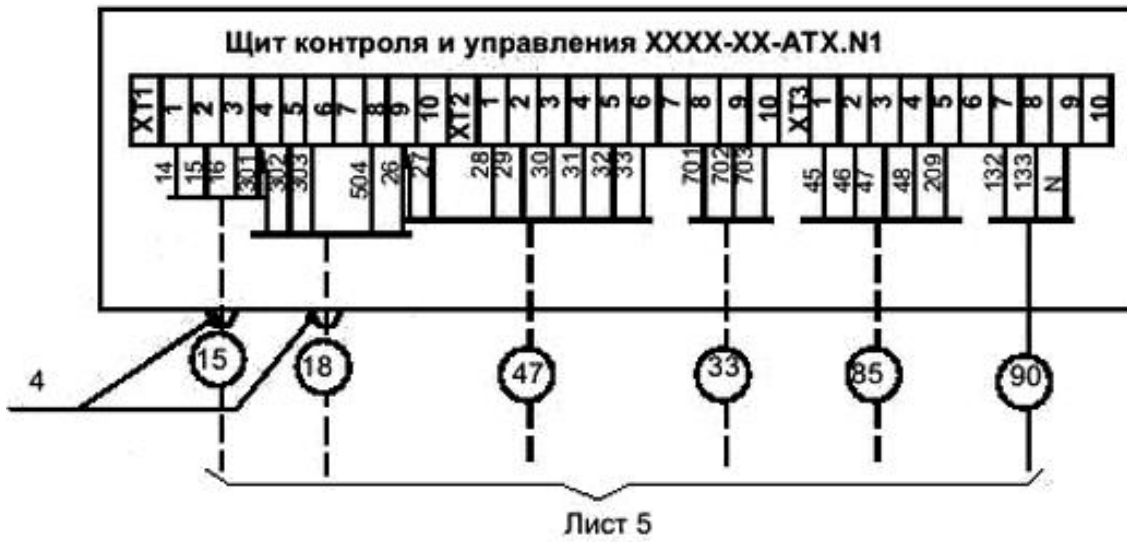 Щит контроля и управления XXXX-XX-ATX.N1
XT1 1 2 3 4 5 6 7 8 9 10 XT2 1 2 3 4 5 6 7 8 9 10 XT3 1 2 3 4 5 6 7 8 9 10
14 15 16 301 302 303 504 26 27 28 29 30 31 32 33 701 702 703 45 46 47 48 209 132 133 N
15 18 47 33 85 90
4
Лист 5